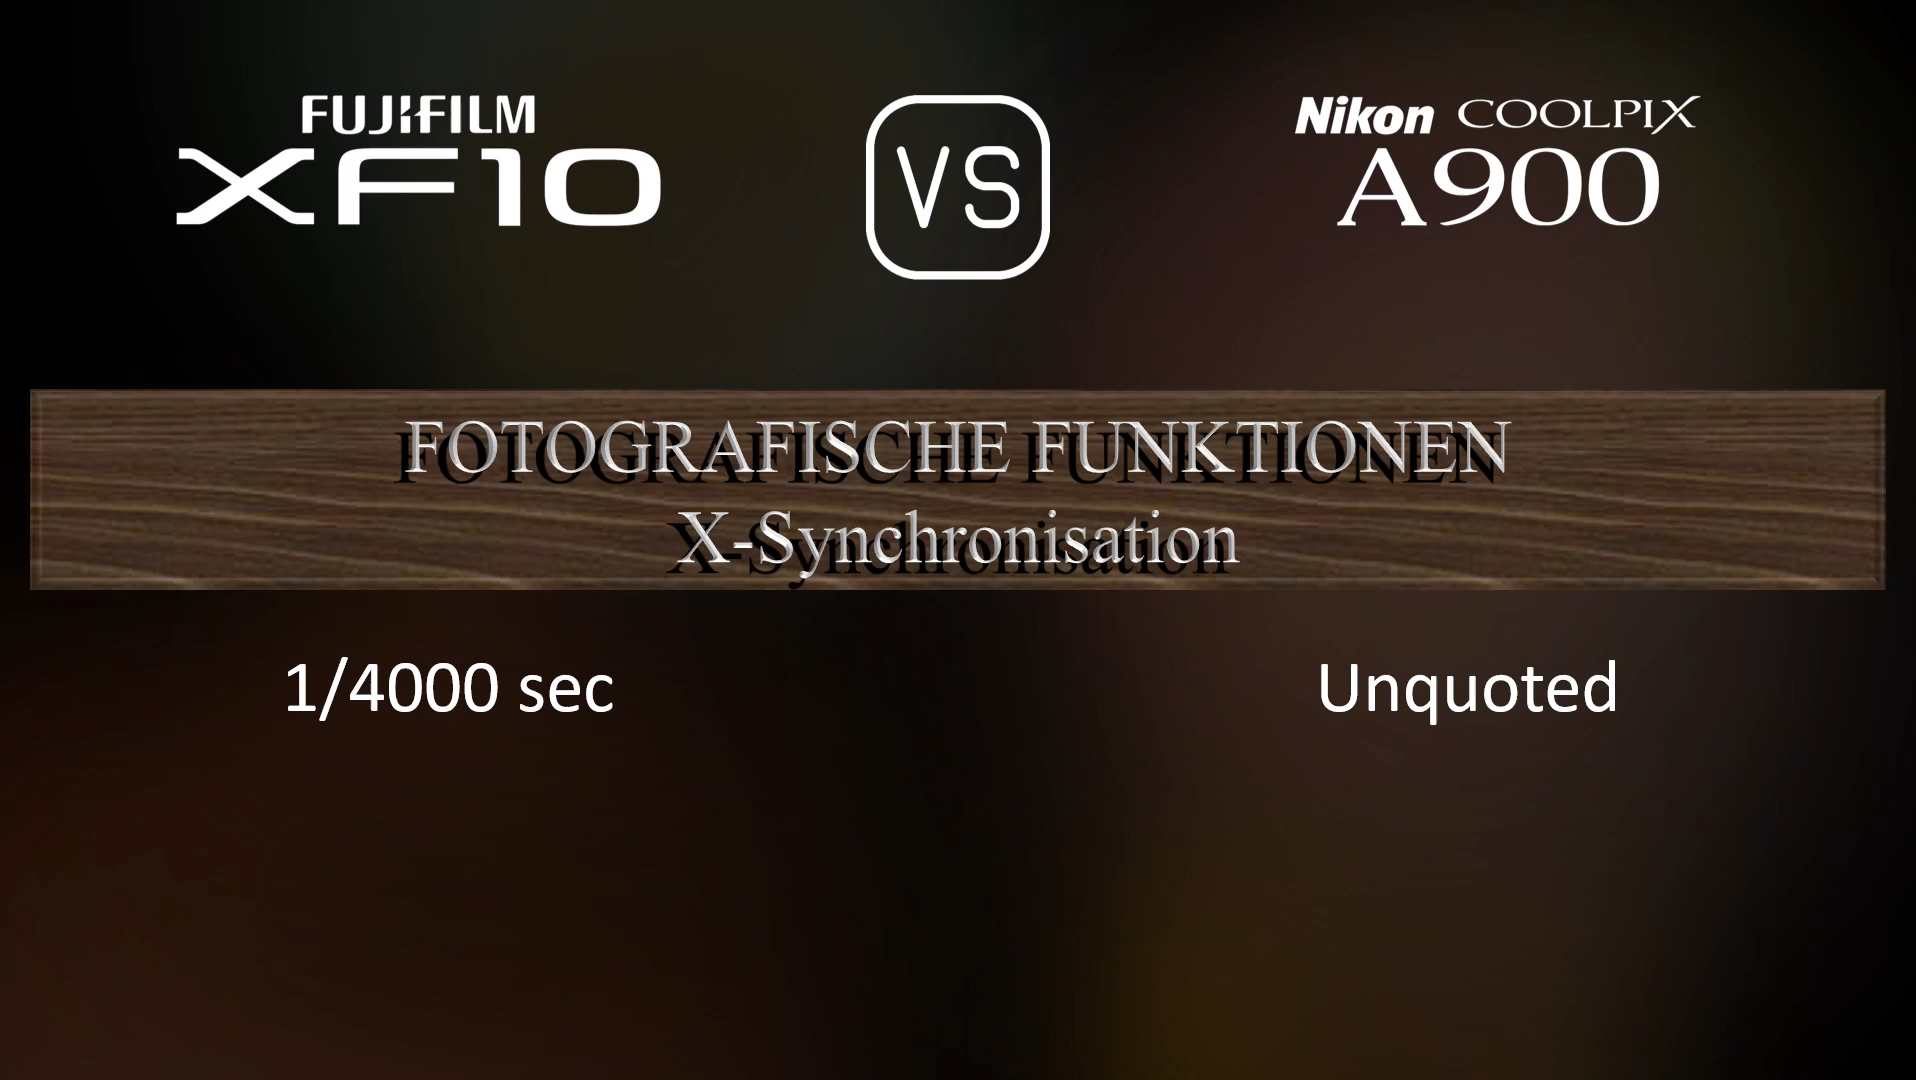 FUJIFILM
XF10
VS
Nikon COOLPIX
A900
FOTOGRAFISCHE FUNKTIONEN
X-Synchronisation
1/4000 sec
Unquoted